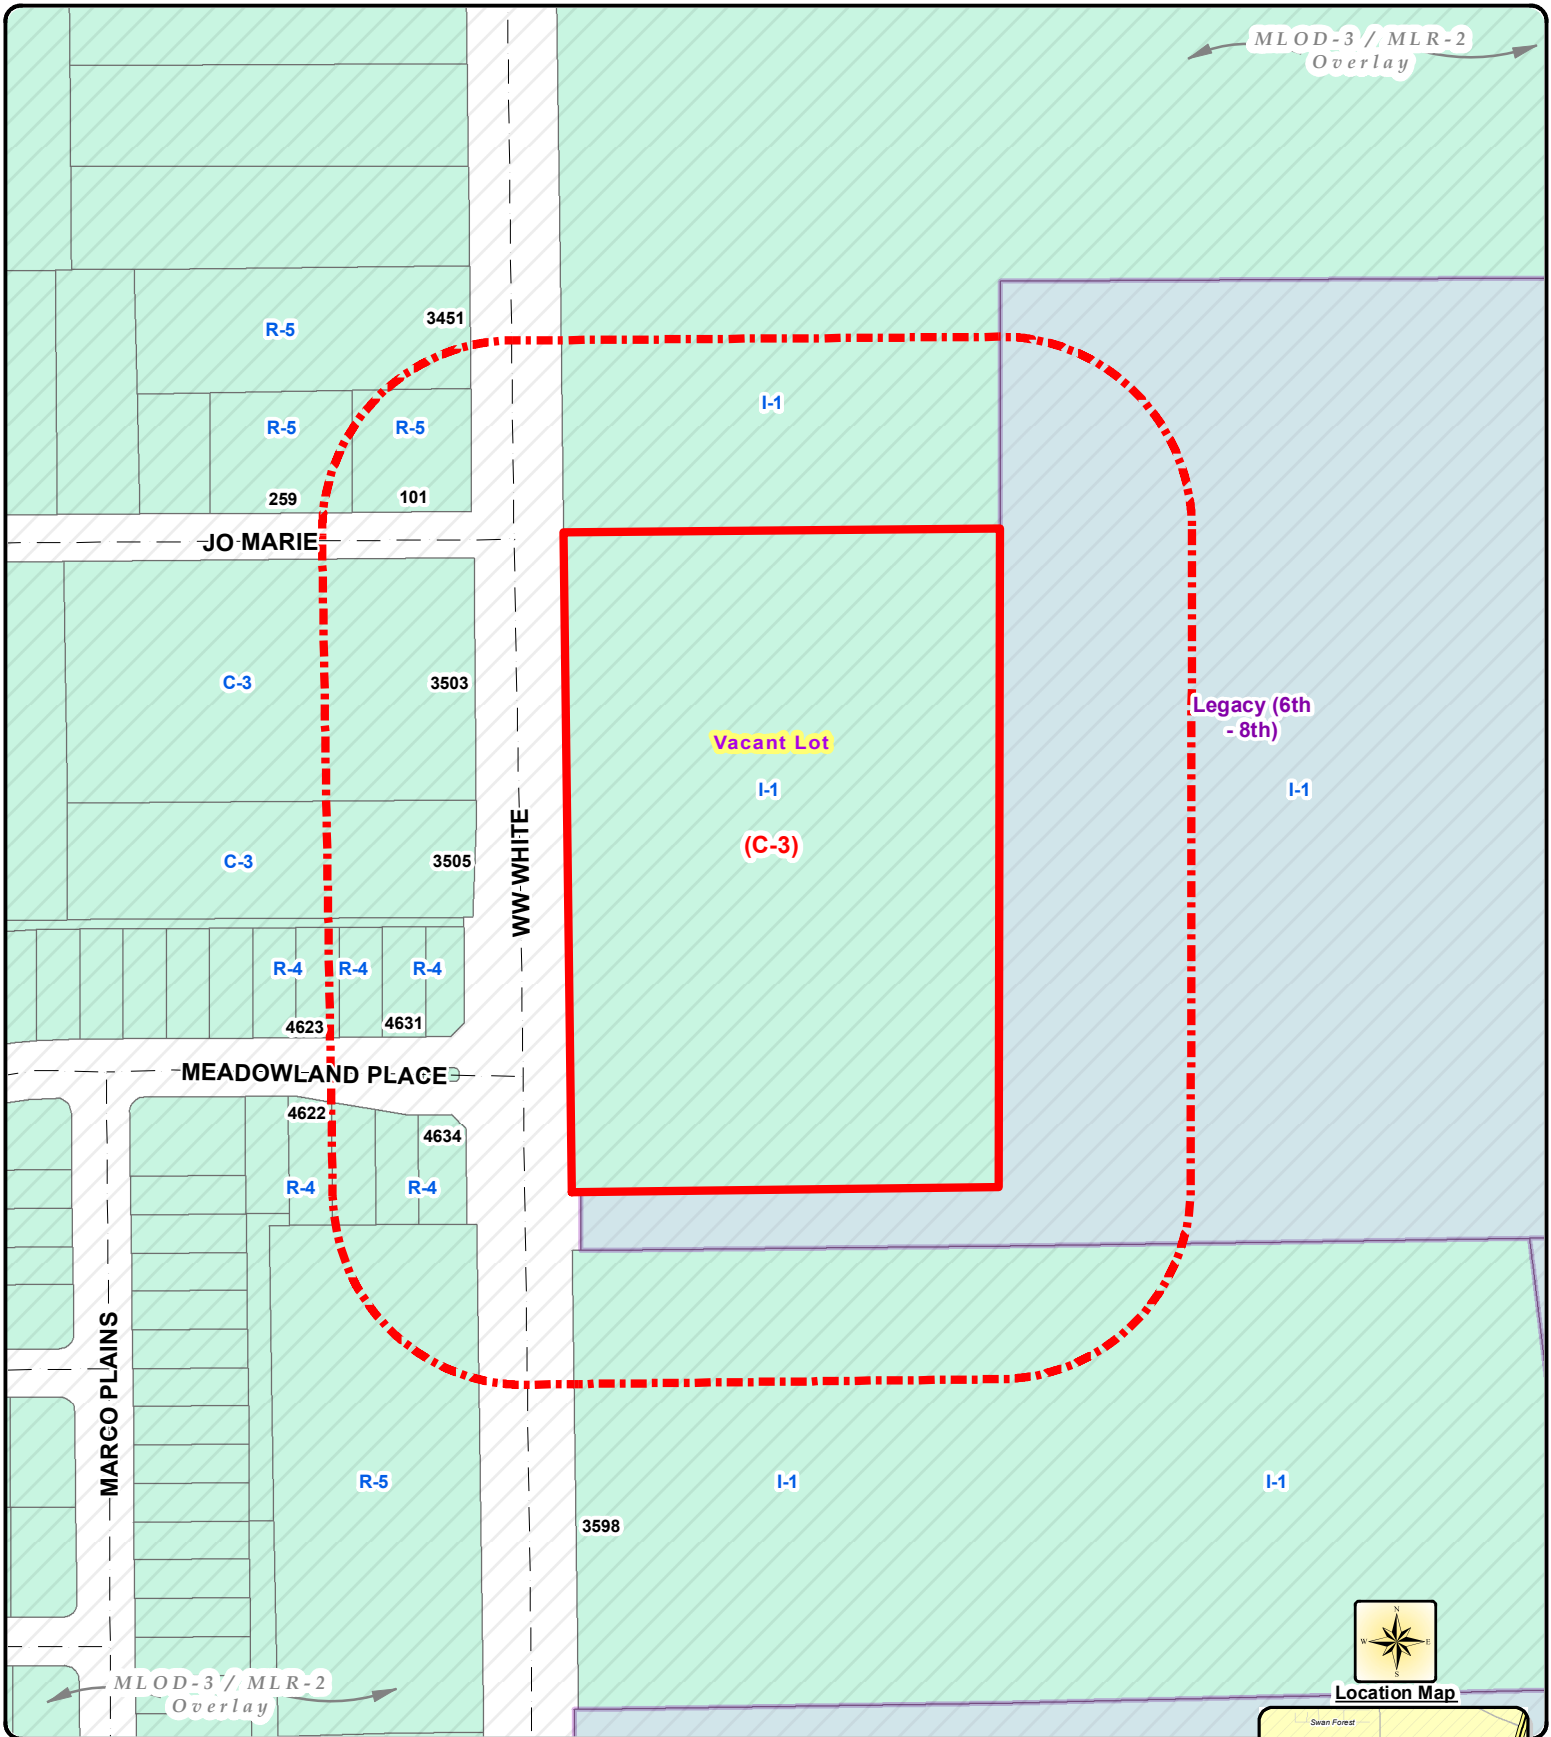 MLOD-3 / MLR-2
Overlay
3451
R-5
I-1
R-5
R-5
259
101
JO MARIE
C-3
3503
Legacy (6th
- 8th)
Vacant Lot
I-1
I-1
(C-3)
WW WHITE
C-3
3505
R-4
R-4
R-4
4623
4631
MEADOWLAND PLACE
4622
4634
R-4
R-4
MARCO PLAINS
R-5
I-1
I-1
3598
N
W
E
S
MLOD-3 / MLR-2
Overlay
Location Map
Swan Forest